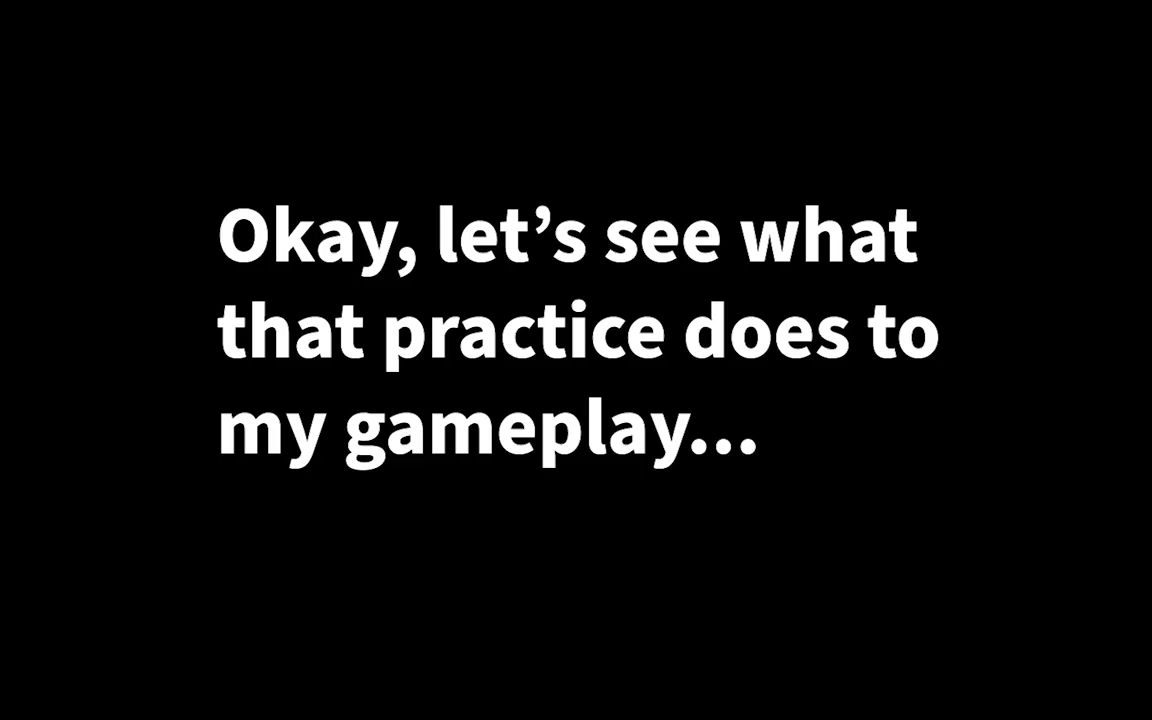 Okay, let’s see what
that practice does to
my gameplay...